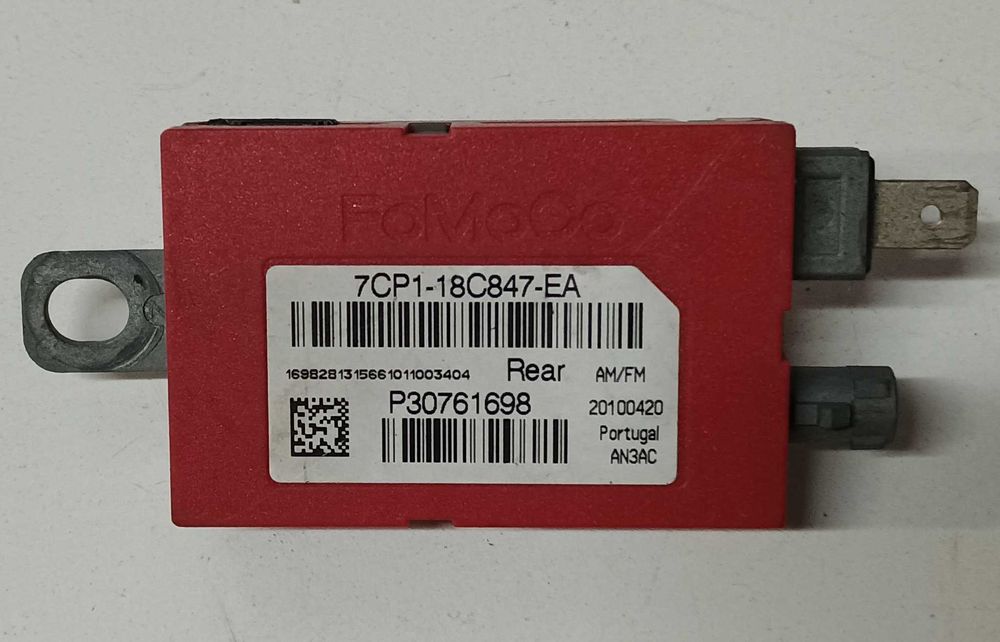 FoMoCo
7CP1-18C847-EA
1698281315661011003404
Rear
AM/FM
P30761698
20100420
Portugal
AN3AC